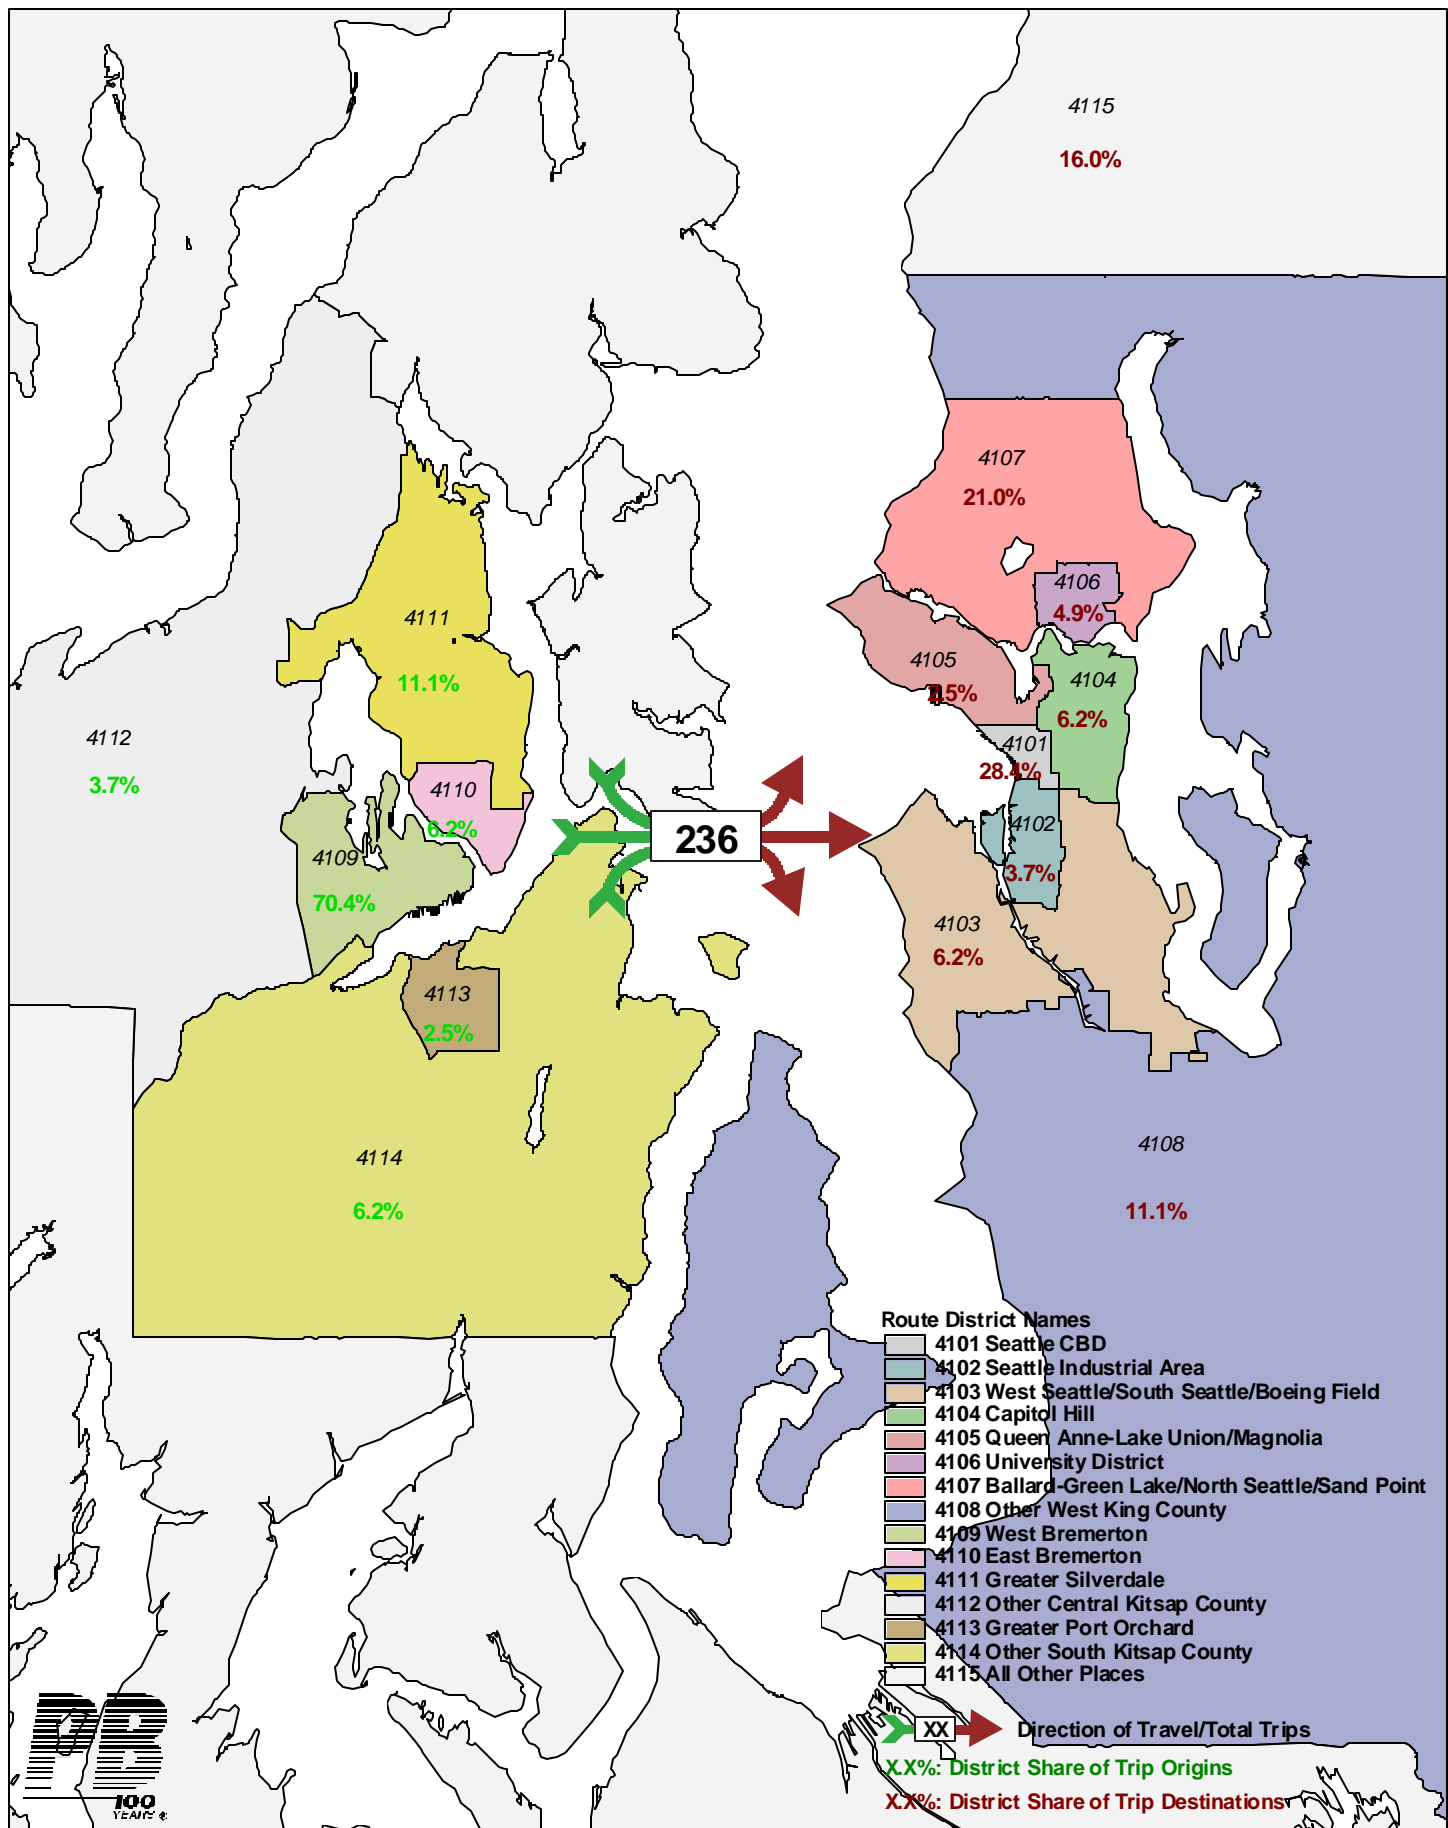 4115
16.0%
4107
21.0%
4106
4.9%
4111
11.1%
4105
2.5%
4104
6.2%
4112
3.7%
4101
28.4%
4110
6.2%
4102
3.7%
236
4109
70.4%
4103
6.2%
4113
2.5%
4114
6.2%
4108
11.1%
Route District Names
4101 Seattle CBD
4102 Seattle Industrial Area
4103 West Seattle/South Seattle/Boeing Field
4104 Capitol Hill
4105 Queen Anne-Lake Union/Magnolia
4106 University District
4107 Ballard-Green Lake/North Seattle/Sand Point
4108 Other West King County
4109 West Bremerton
4110 East Bremerton
4111 Greater Silverdale
4112 Other Central Kitsap County
4113 Greater Port Orchard
4114 Other South Kitsap County
4115 All Other Places
XX Direction of Travel/Total Trips
X.X%: District Share of Trip Origins
X.X%: District Share of Trip Destinations
PB
100
YEARS ®